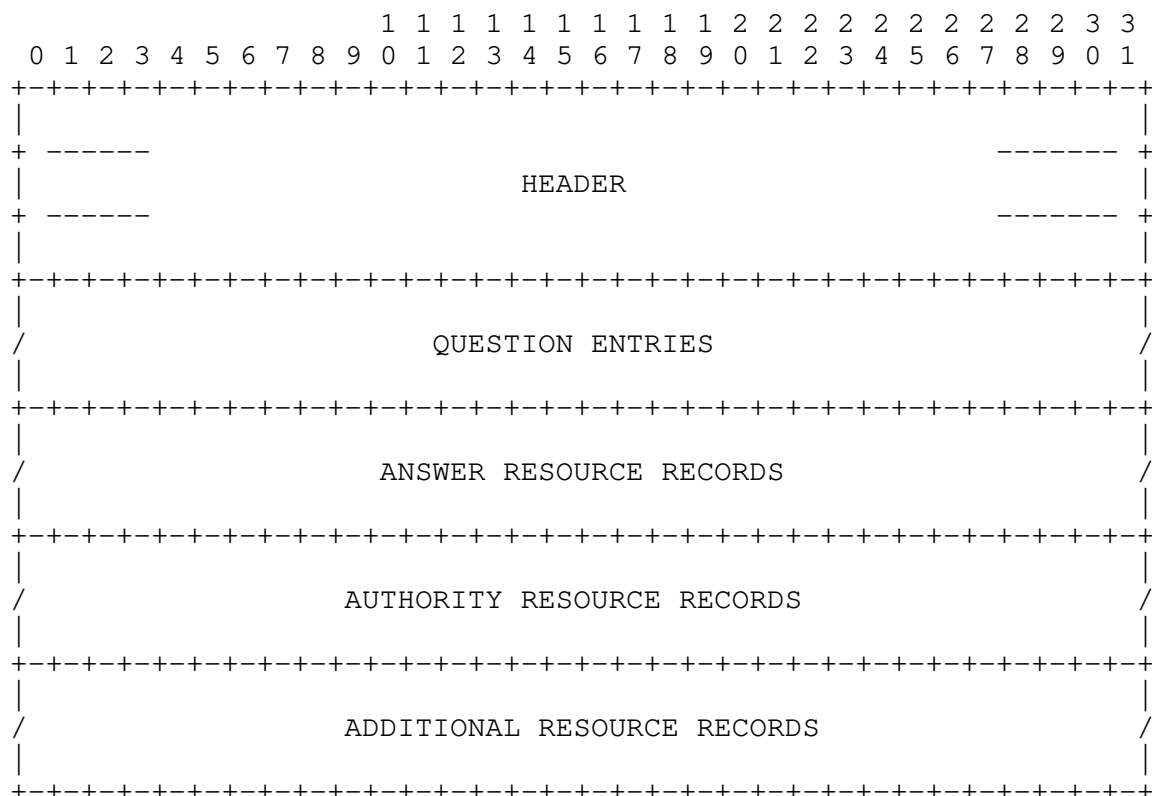 1 1 1 1 1 1 1 1 1 1 2 2 2 2 2 2 2 2 2 2 3 3
 0 1 2 3 4 5 6 7 8 9 0 1 2 3 4 5 6 7 8 9 0 1 2 3 4 5 6 7 8 9 0 1
+-+-+-+-+-+-+-+-+-+-+-+-+-+-+-+-+-+-+-+-+-+-+-+-+-+-+-+-+-+-+-+-+
|                                                               |
+ ------                                                ------- +
|                            HEADER                             |
+ ------                                                ------- +
|                                                               |
+-+-+-+-+-+-+-+-+-+-+-+-+-+-+-+-+-+-+-+-+-+-+-+-+-+-+-+-+-+-+-+-+
|                                                               |
/                       QUESTION ENTRIES                        /
|                                                               |
+-+-+-+-+-+-+-+-+-+-+-+-+-+-+-+-+-+-+-+-+-+-+-+-+-+-+-+-+-+-+-+-+
|                                                               |
/                    ANSWER RESOURCE RECORDS                    /
|                                                               |
+-+-+-+-+-+-+-+-+-+-+-+-+-+-+-+-+-+-+-+-+-+-+-+-+-+-+-+-+-+-+-+-+
|                                                               |
/                  AUTHORITY RESOURCE RECORDS                   /
|                                                               |
+-+-+-+-+-+-+-+-+-+-+-+-+-+-+-+-+-+-+-+-+-+-+-+-+-+-+-+-+-+-+-+-+
|                                                               |
/                  ADDITIONAL RESOURCE RECORDS                  /
|                                                               |
+-+-+-+-+-+-+-+-+-+-+-+-+-+-+-+-+-+-+-+-+-+-+-+-+-+-+-+-+-+-+-+-+